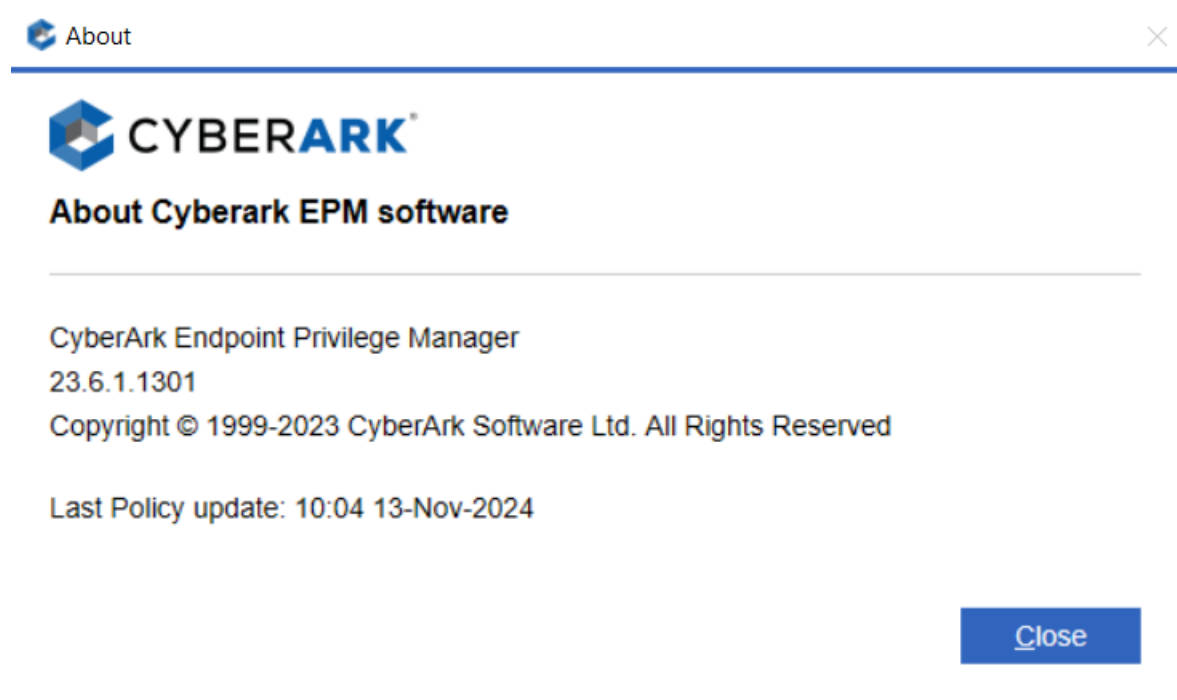 About
CYBERARK®
About Cyberark EPM software
CyberArk Endpoint Privilege Manager
23.6.1.1301
Copyright © 1999-2023 CyberArk Software Ltd. All Rights Reserved
Last Policy update: 10:04 13-Nov-2024
Close